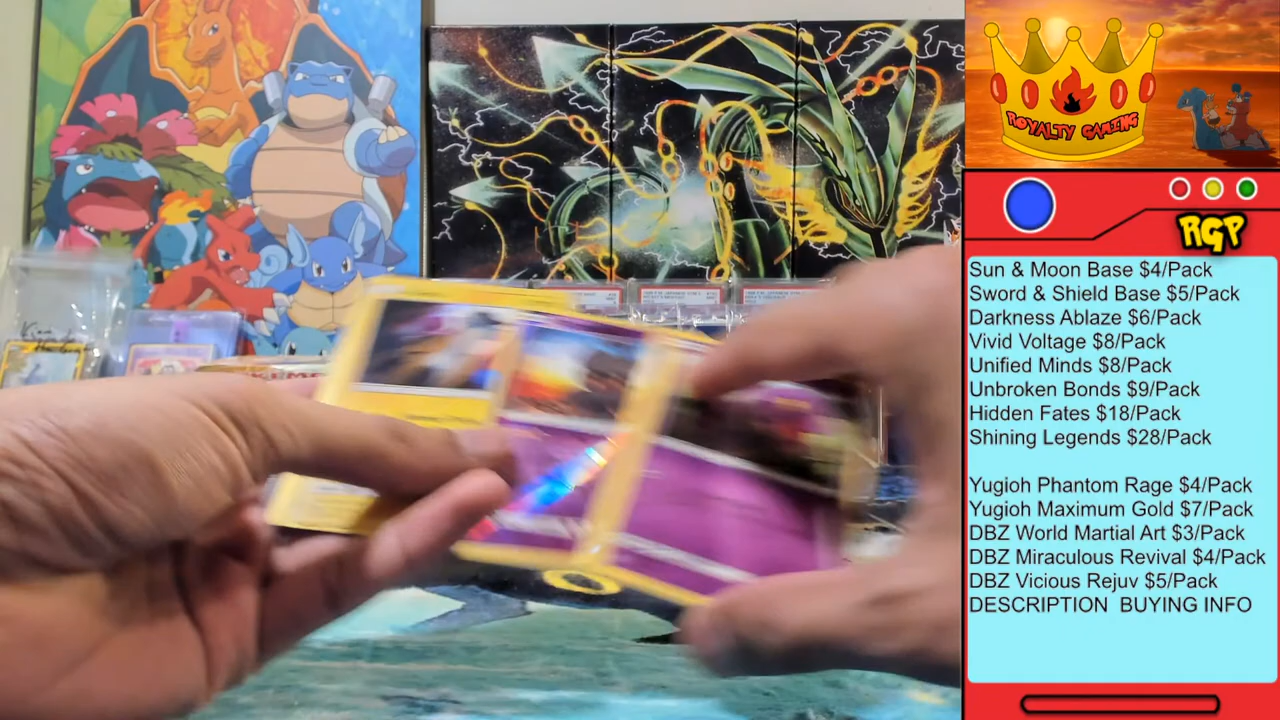 ROYALTY GAMING
RGP
Sun & Moon Base $4/Pack
Sword & Shield Base $5/Pack
Darkness Ablaze $6/Pack
Vivid Voltage $8/Pack
Unified Minds $8/Pack
Unbroken Bonds $9/Pack
Hidden Fates $18/Pack
Shining Legends $28/Pack
Yugioh Phantom Rage $4/Pack
Yugioh Maximum Gold $7/Pack
DBZ World Martial Art $3/Pack
DBZ Miraculous Revival $4/Pack
DBZ Vicious Rejuv $5/Pack
DESCRIPTION BUYING INFO